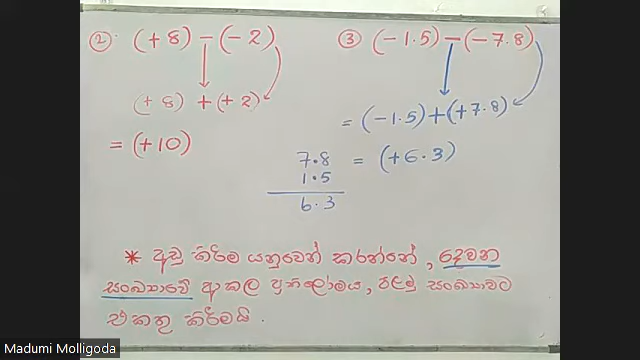 ② (+8) − (−2)
(+8) + (+2)
= (+10)
③ (−1.5) − (−7.8)
= (−1.5) + (+7.8)
= (+6.3)
7.8
1.5
6.3
* අඩු කිරීම යනුවෙන් කරන්නේ, දෙවන
සංඛ්‍යාවේ ආකල ප්‍රතිලෝමය, පළමු සංඛ්‍යාවට
එකතු කිරීමයි.
Madumi Molligoda